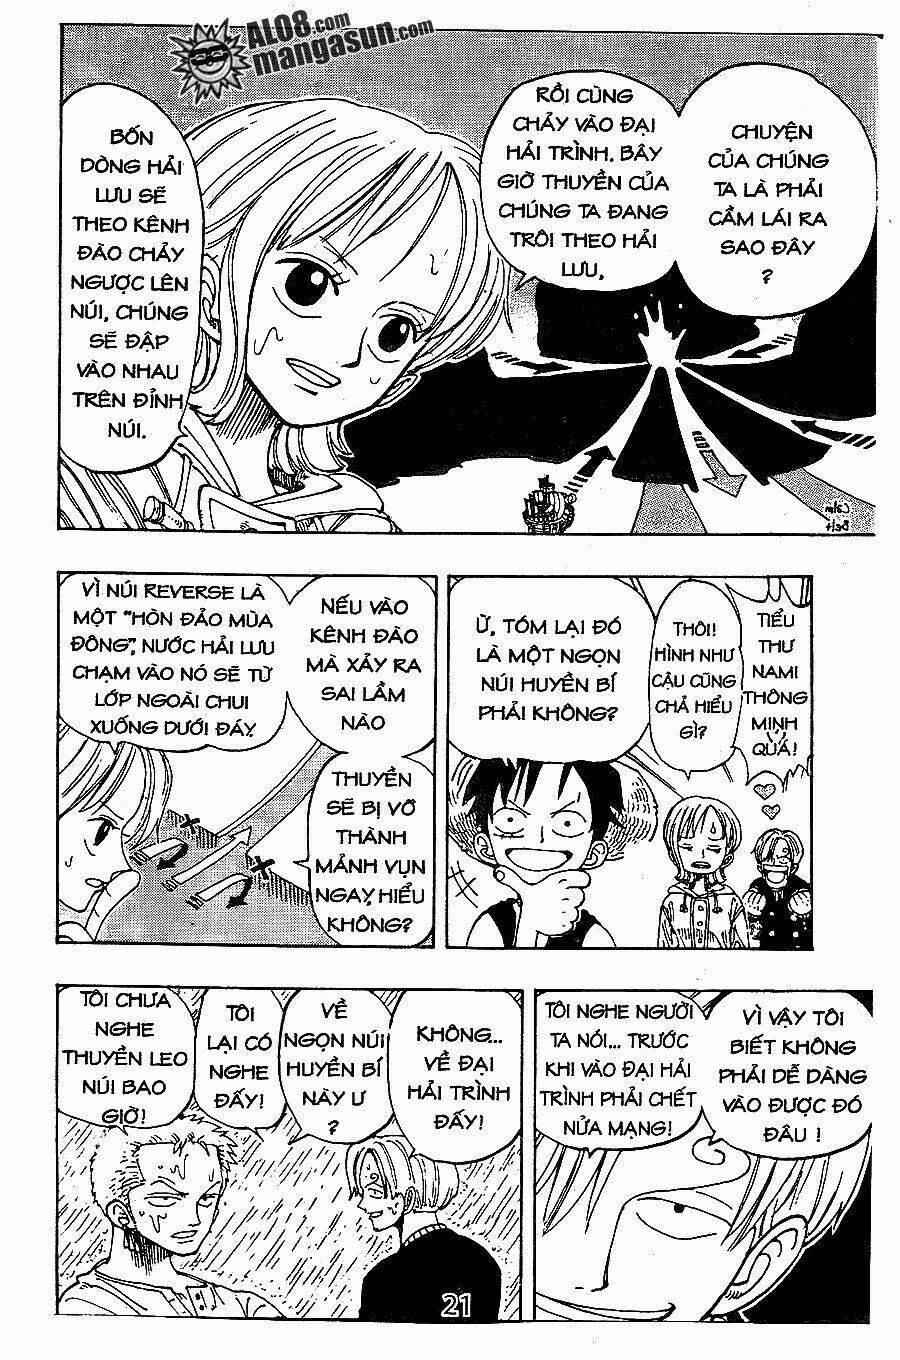 AL08.com
mangasun.com
BỐN
DÒNG HẢI
LƯU SẼ
THEO KÊNH
ĐÀO CHẢY
NGƯỢC LÊN
NÚI, CHÚNG
SẼ ĐẬP
VÀO NHAU
TRÊN ĐỈNH
NÚI.
RỒI CÙNG
CHẢY VÀO ĐẠI
HẢI TRÌNH. BÂY
GIỜ THUYỀN CỦA
CHÚNG TA ĐANG
TRÔI THEO HẢI
LƯU,
CHUYỆN
CỦA CHÚNG
TA LÀ PHẢI
CẦM LÁI RA
SAO ĐÂY
?
Calm
Belt
VÌ NÚI REVERSE LÀ
MỘT "HÒN ĐẢO MÙA
ĐÔNG", NƯỚC HẢI LƯU
CHẠM VÀO NÓ SẼ TỪ
LỚP NGOÀI CHUI
XUỐNG DƯỚI ĐÁY.
NẾU VÀO
KÊNH ĐÀO
MÀ XẢY RA
SAI LẦM
NÀO
THUYỀN
SẼ BỊ VỠ
THÀNH
MẢNH VỤN
NGAY, HIỂU
KHÔNG?
Ừ, TÓM LẠI ĐÓ
LÀ MỘT NGỌN
NÚI HUYỀN BÍ
PHẢI KHÔNG?
THÔI!
HÌNH NHƯ
CẬU CŨNG
CHẢ HIỂU
GÌ?
TIỂU
THƯ
NAMI
THÔNG
MINH
QUÁ!
TÔI CHƯA
NGHE
THUYỀN LEO
NÚI BAO
GIỜ!
TÔI
LẠI CÓ
NGHE
ĐẤY!
VỀ
NGỌN NÚI
HUYỀN BÍ
NÀY Ư
?
KHÔNG...
VỀ ĐẠI
HẢI TRÌNH
ĐẤY!
TÔI NGHE NGƯỜI
TA NÓI... TRƯỚC
KHI VÀO ĐẠI HẢI
TRÌNH PHẢI CHẾT
NỬA MẠNG!
VÌ VẬY TÔI
BIẾT KHÔNG
PHẢI DỄ DÀNG
VÀO ĐƯỢC ĐÓ
ĐÂU !
21